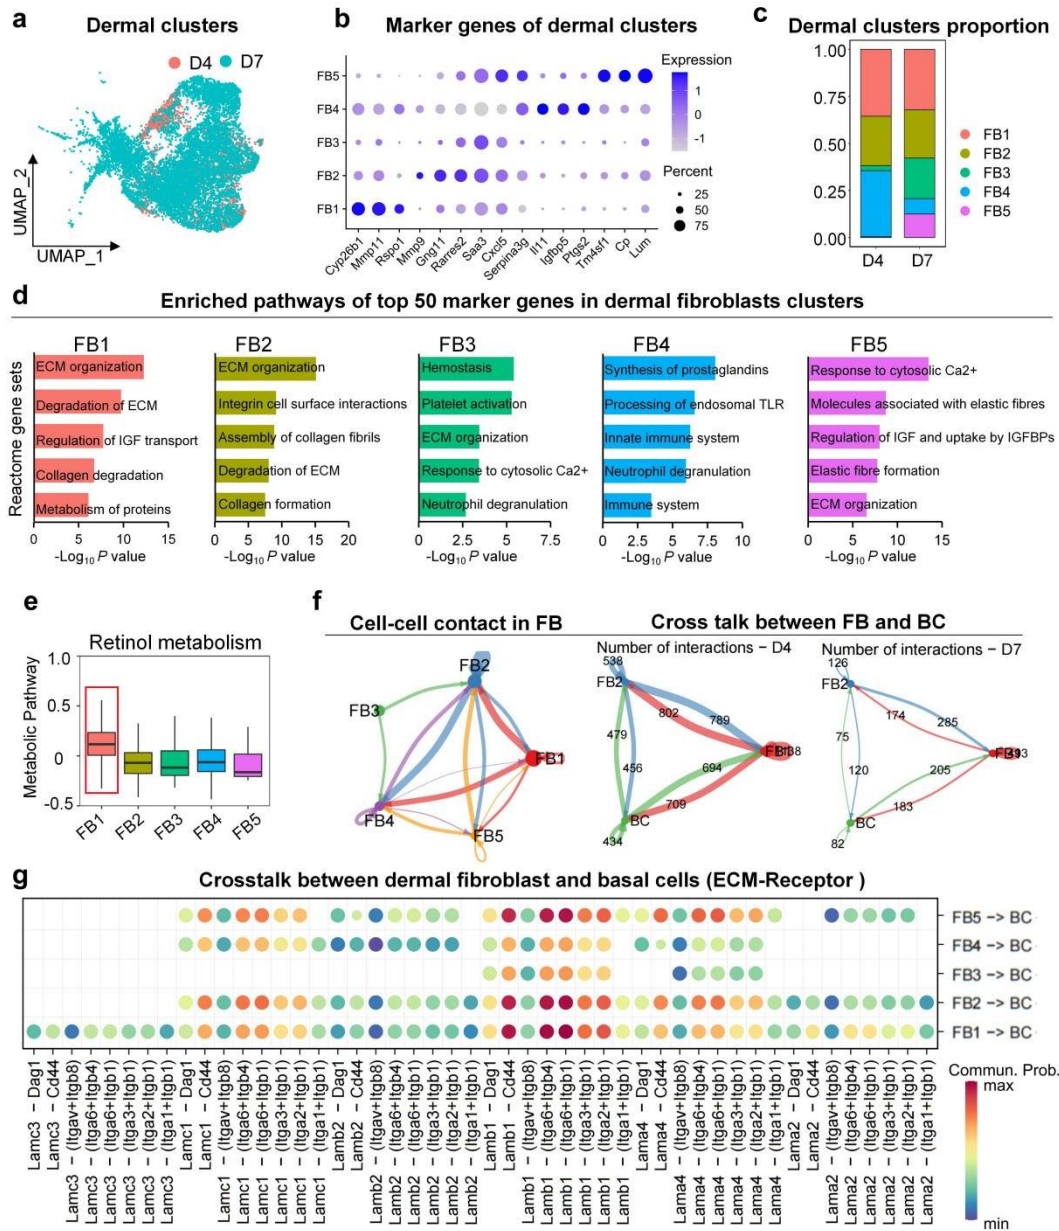 a
Dermal clusters
D4 D7
UMAP_2
UMAP_1
b
Marker genes of dermal clusters
FB5
FB4
FB3
FB2
FB1
Cyp26b1
Mmp11
Rspo1
Mmp9
Gng11
Rarres2
Saa3
Cxcl5
Serpina3g
Il11
Igfbp5
Ptgs2
Tm4sf1
Cp
Lum
Expression
1
0
-1
Percent
25
50
75
c
Dermal clusters proportion
1.00
0.75
0.50
0.25
0.00
D4 D7
FB1
FB2
FB3
FB4
FB5
d
Enriched pathways of top 50 marker genes in dermal fibroblasts clusters
Reactome gene sets
FB1
ECM organization
Degradation of ECM
Regulation of IGF transport
Collagen degradation
Metabolism of proteins
0 5 10 15
-Log10 P value
FB2
ECM organization
Integrin cell surface interactions
Assembly of collagen fibrils
Degradation of ECM
Collagen formation
0 5 10 15 20
-Log10 P value
FB3
Hemostasis
Platelet activation
ECM organization
Response to cytosolic Ca2+
Neutrophil degranulation
0 2.5 5 7.5
-Log10 P value
FB4
Synthesis of prostaglandins
Processing of endosomal TLR
Innate immune system
Neutrophil degranulation
Immune system
0 2.5 5 7.5 10
-Log10 P value
FB5
Response to cytosolic Ca2+
Molecules associated with elastic fibres
Regulation of IGF and uptake by IGFBPs
Elastic fibre formation
ECM organization
0 5 10 15
-Log10 P value
e
Retinol metabolism
Metabolic Pathway
1.0
0.5
0
-0.5
FB1 FB2 FB3 FB4 FB5
f
Cell-cell contact in FB
FB2
FB3
FB1
FB4
FB5
Cross talk between FB and BC
Number of interactions – D4
538
FB2
802
789
479
456
694
709
BC
434
Number of interactions – D7
126
FB2
174
285
75
120
205
183
BC
82
g
Crosstalk between dermal fibroblast and basal cells (ECM-Receptor )
FB5 –> BC
FB4 –> BC
FB3 –> BC
FB2 –> BC
FB1 –> BC
Lamc3 – Dag1
Lamc3 – Cd44
Lamc3 – (Itgav+Itgb8)
Lamc3 – (Itga6+Itgb4)
Lamc3 – (Itga6+Itgb1)
Lamc3 – (Itga3+Itgb1)
Lamc3 – (Itga2+Itgb1)
Lamc3 – (Itga1+Itgb1)
Lamc1 – Dag1
Lamc1 – Cd44
Lamc1 – (Itgav+Itgb8)
Lamc1 – (Itga6+Itgb4)
Lamc1 – (Itga6+Itgb1)
Lamc1 – (Itga3+Itgb1)
Lamc1 – (Itga2+Itgb1)
Lamc1 – (Itga1+Itgb1)
Lamb2 – Dag1
Lamb2 – Cd44
Lamb2 – (Itgav+Itgb8)
Lamb2 – (Itga6+Itgb4)
Lamb2 – (Itga6+Itgb1)
Lamb2 – (Itga3+Itgb1)
Lamb2 – (Itga2+Itgb1)
Lamb2 – (Itga1+Itgb1)
Lamb1 – Dag1
Lamb1 – Cd44
Lamb1 – (Itgav+Itgb8)
Lamb1 – (Itga6+Itgb4)
Lamb1 – (Itga6+Itgb1)
Lamb1 – (Itga3+Itgb1)
Lamb1 – (Itga2+Itgb1)
Lamb1 – (Itga1+Itgb1)
Lama4 – Dag1
Lama4 – Cd44
Lama4 – (Itgav+Itgb8)
Lama4 – (Itga6+Itgb4)
Lama4 – (Itga6+Itgb1)
Lama4 – (Itga3+Itgb1)
Lama4 – (Itga2+Itgb1)
Lama4 – (Itga1+Itgb1)
Lama2 – Dag1
Lama2 – Cd44
Lama2 – (Itgav+Itgb8)
Lama2 – (Itga6+Itgb4)
Lama2 – (Itga6+Itgb1)
Lama2 – (Itga3+Itgb1)
Lama2 – (Itga2+Itgb1)
Lama2 – (Itga1+Itgb1)
Commun. Prob.
max
min